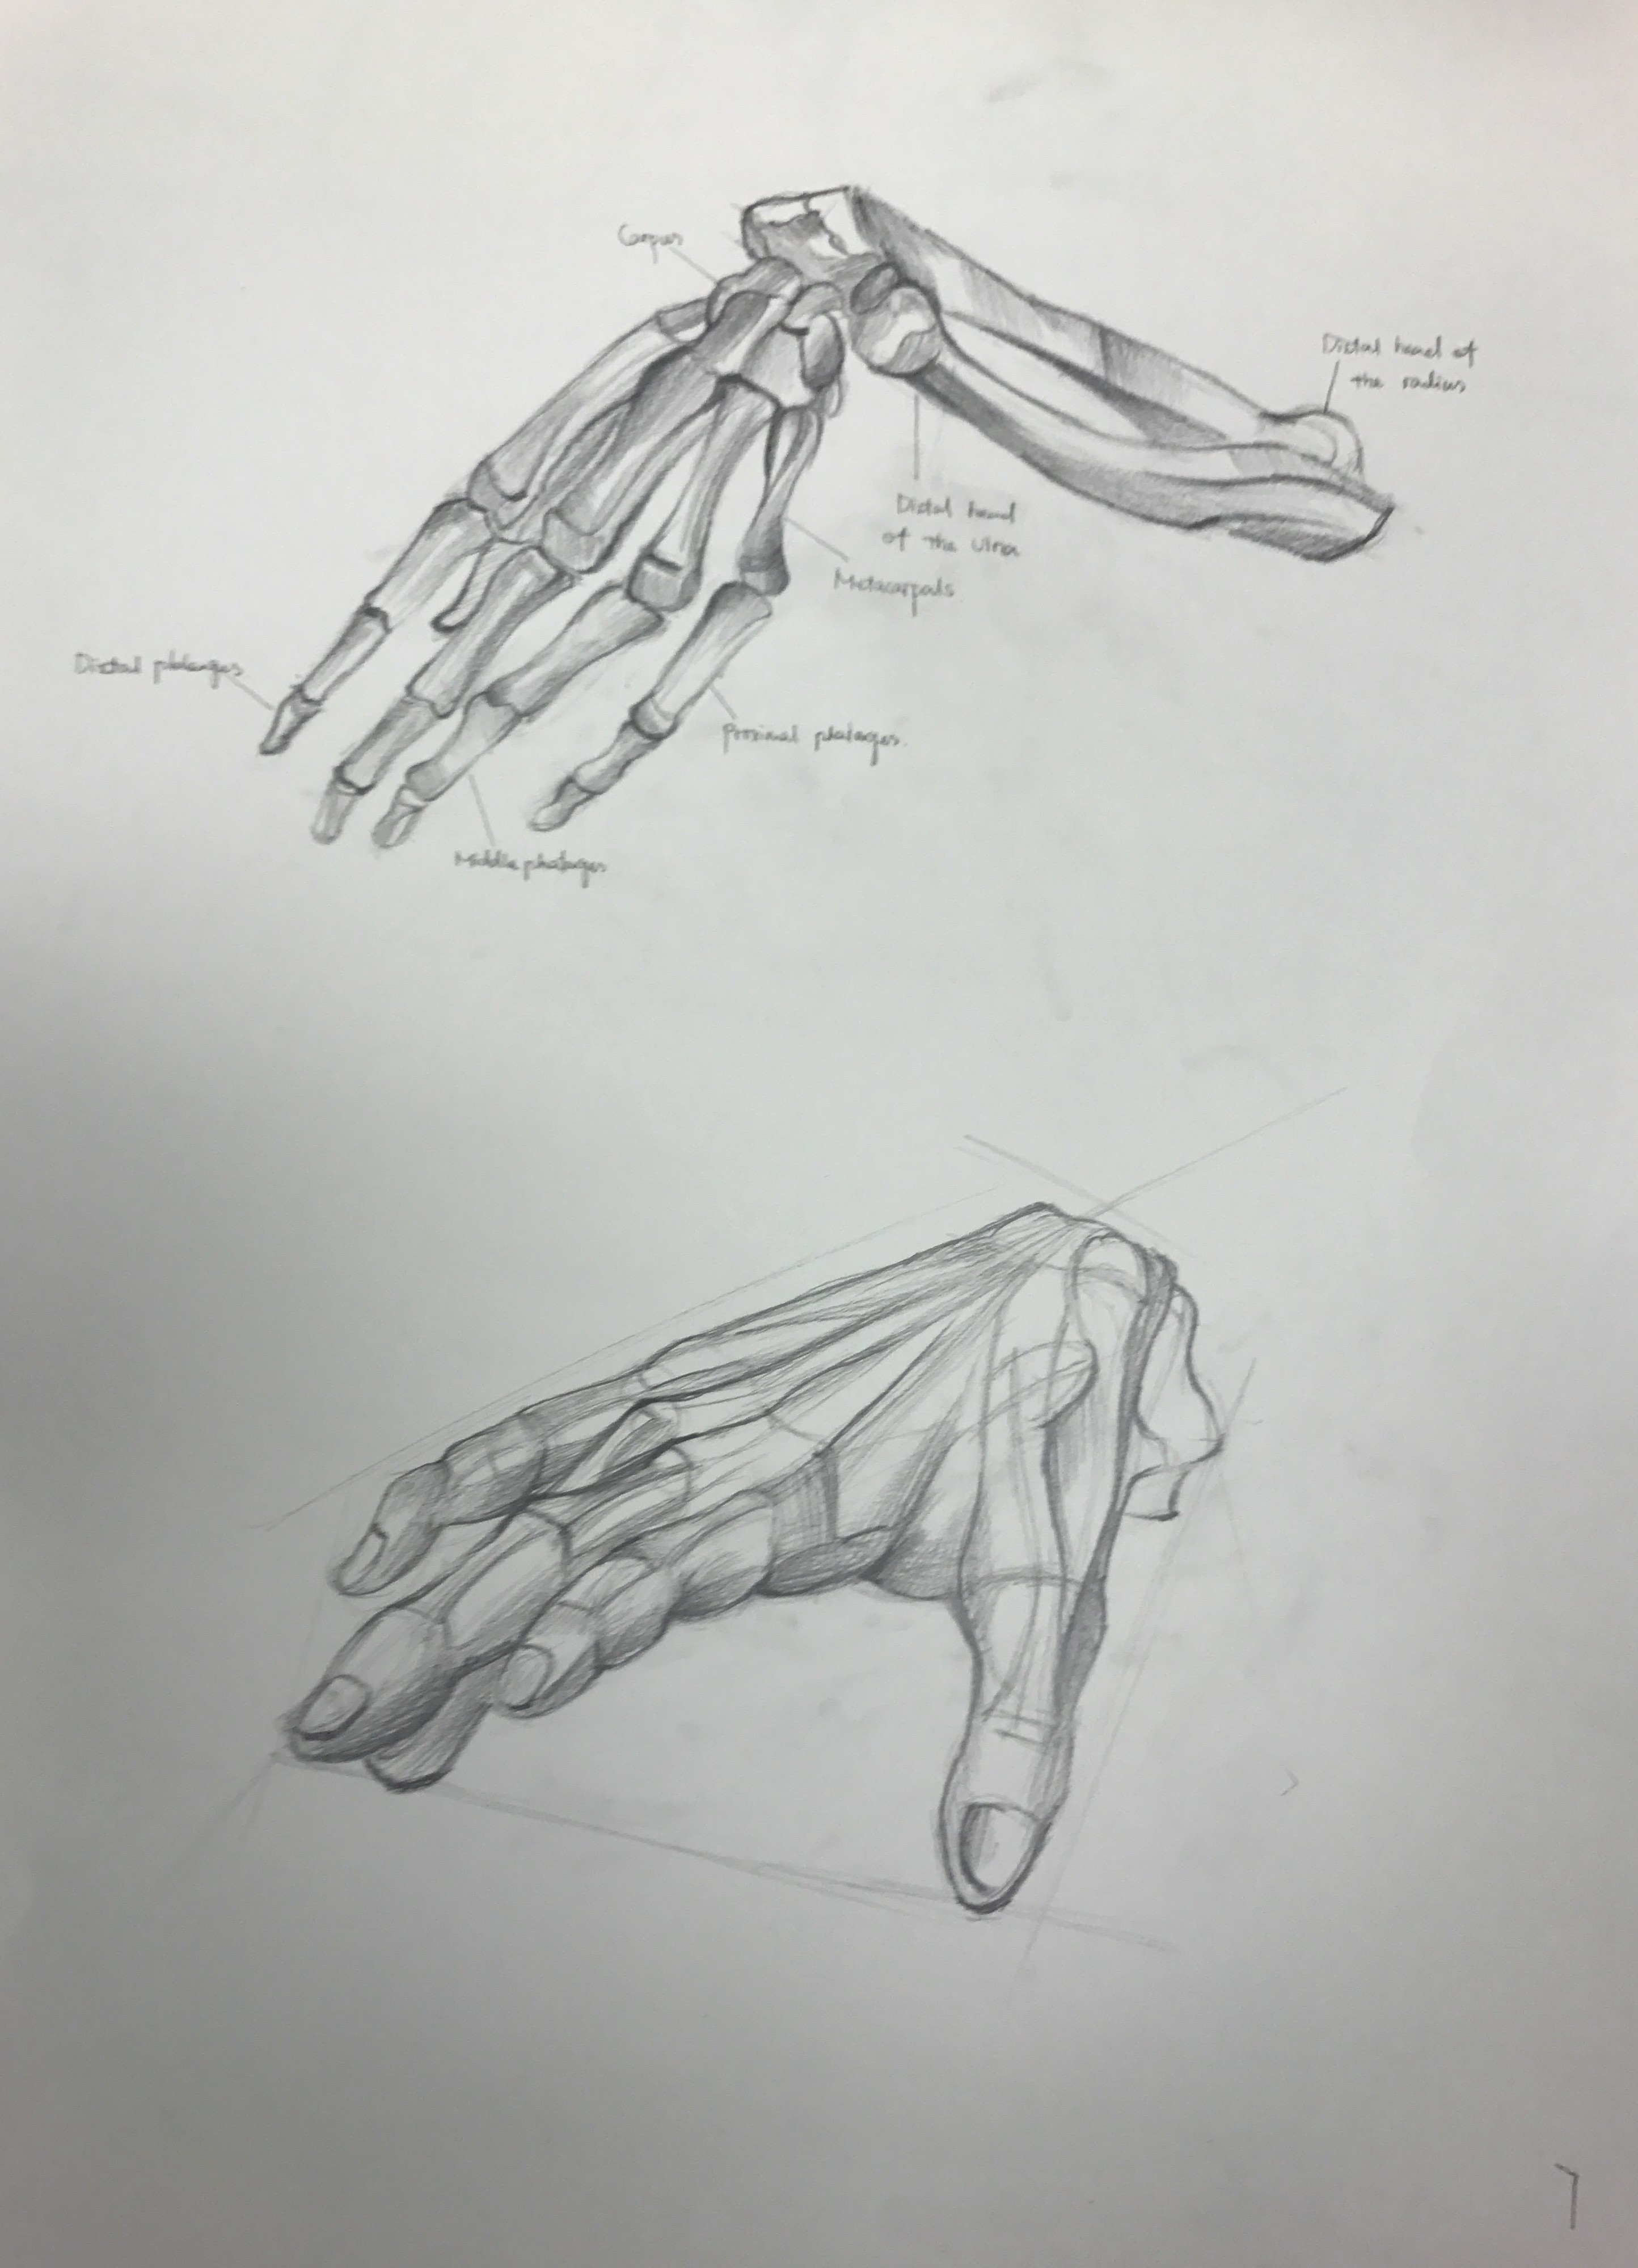 Carpus
Distal head of
the radius
Distal head
of the ulna
Metacarpals
Distal phalanges
Proximal phalanges.
Middle phalanges
7